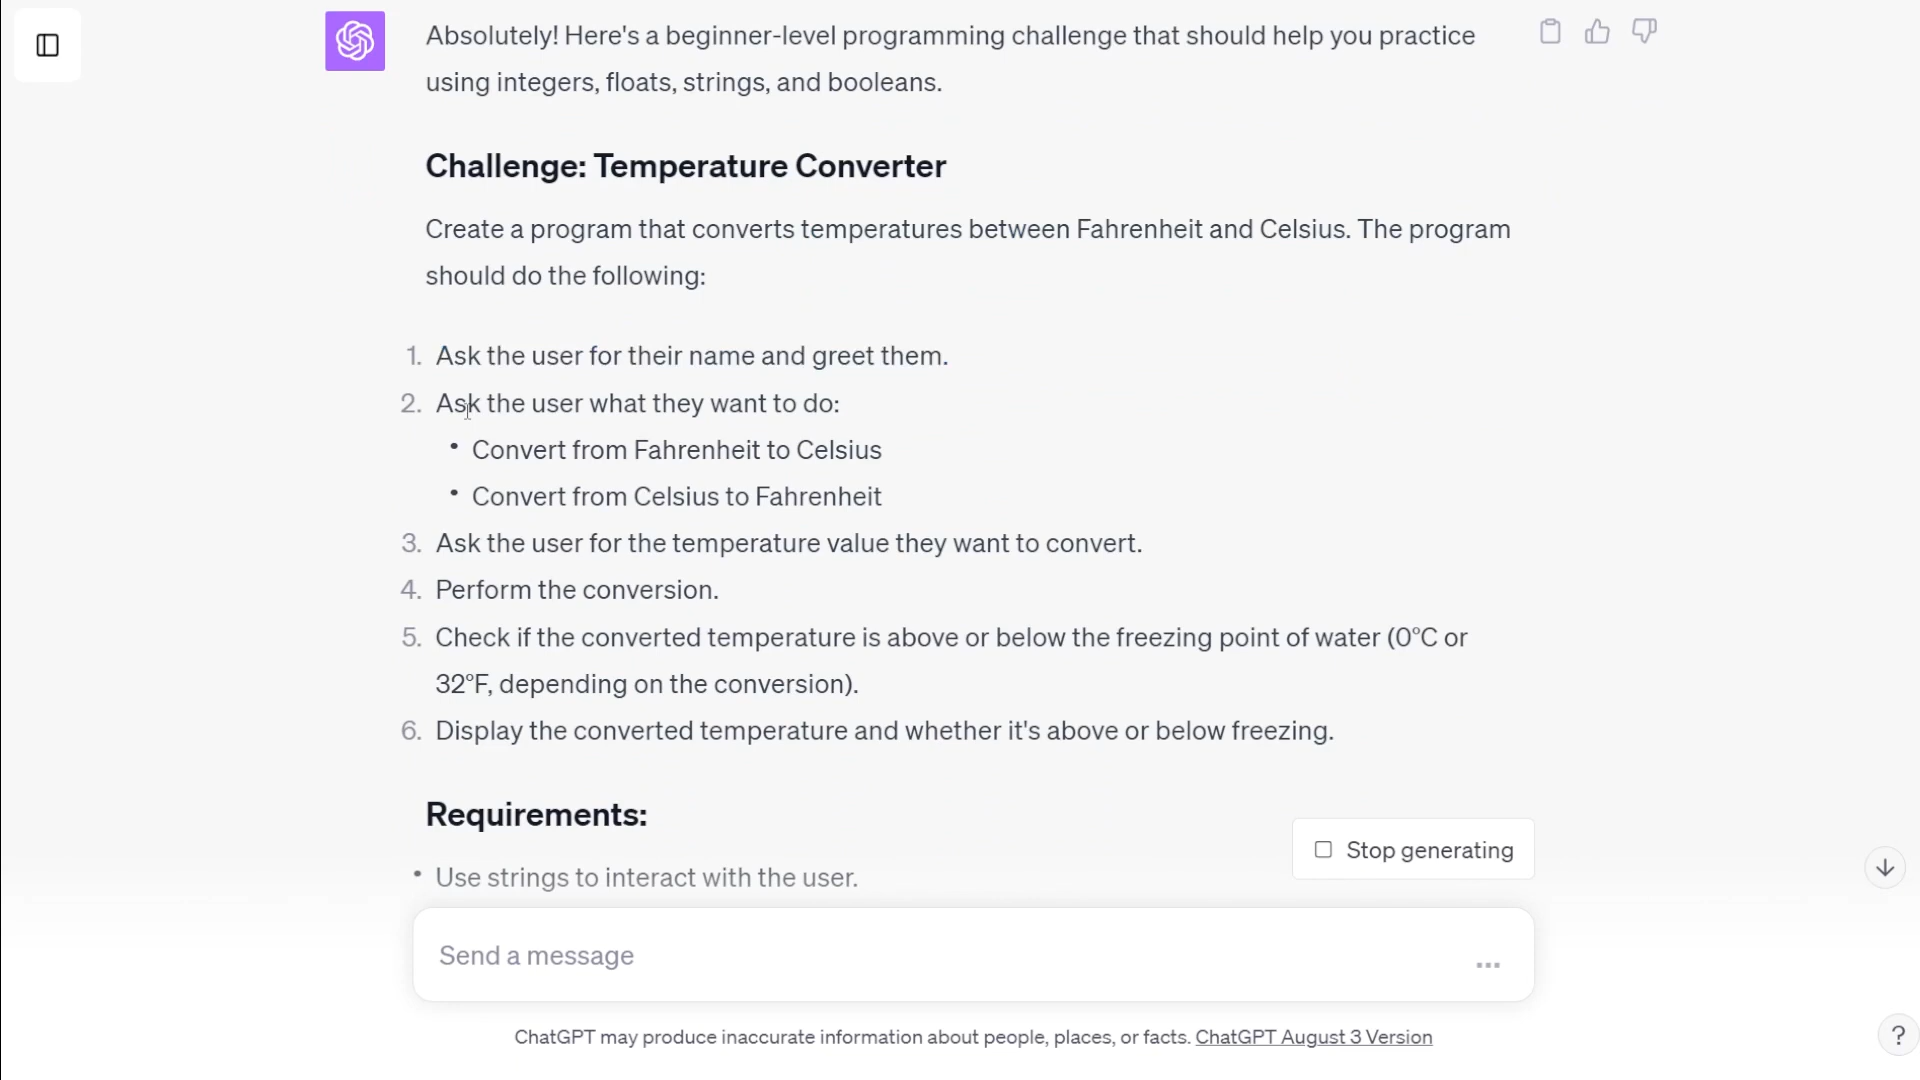 Absolutely! Here's a beginner-level programming challenge that should help you practice
using integers, floats, strings, and booleans.
Challenge: Temperature Converter
Create a program that converts temperatures between Fahrenheit and Celsius. The program
should do the following:
1. Ask the user for their name and greet them.
2. Ask the user what they want to do:
• Convert from Fahrenheit to Celsius
• Convert from Celsius to Fahrenheit
3. Ask the user for the temperature value they want to convert.
4. Perform the conversion.
5. Check if the converted temperature is above or below the freezing point of water (0°C or
32°F, depending on the conversion).
6. Display the converted temperature and whether it's above or below freezing.
Requirements:
Stop generating
• Use strings to interact with the user.
Send a message
...
ChatGPT may produce inaccurate information about people, places, or facts. ChatGPT August 3 Version
?